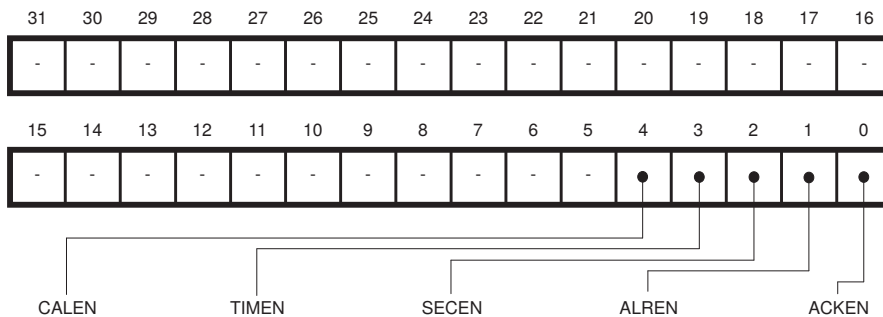 31 30 29 28 27 26 25 24 23 22 21 20 19 18 17 16
- - - - - - - - - - - - - - - -
15 14 13 12 11 10 9 8 7 6 5 4 3 2 1 0
- - - - - - - - - - -
CALEN TIMEN SECEN ALREN ACKEN